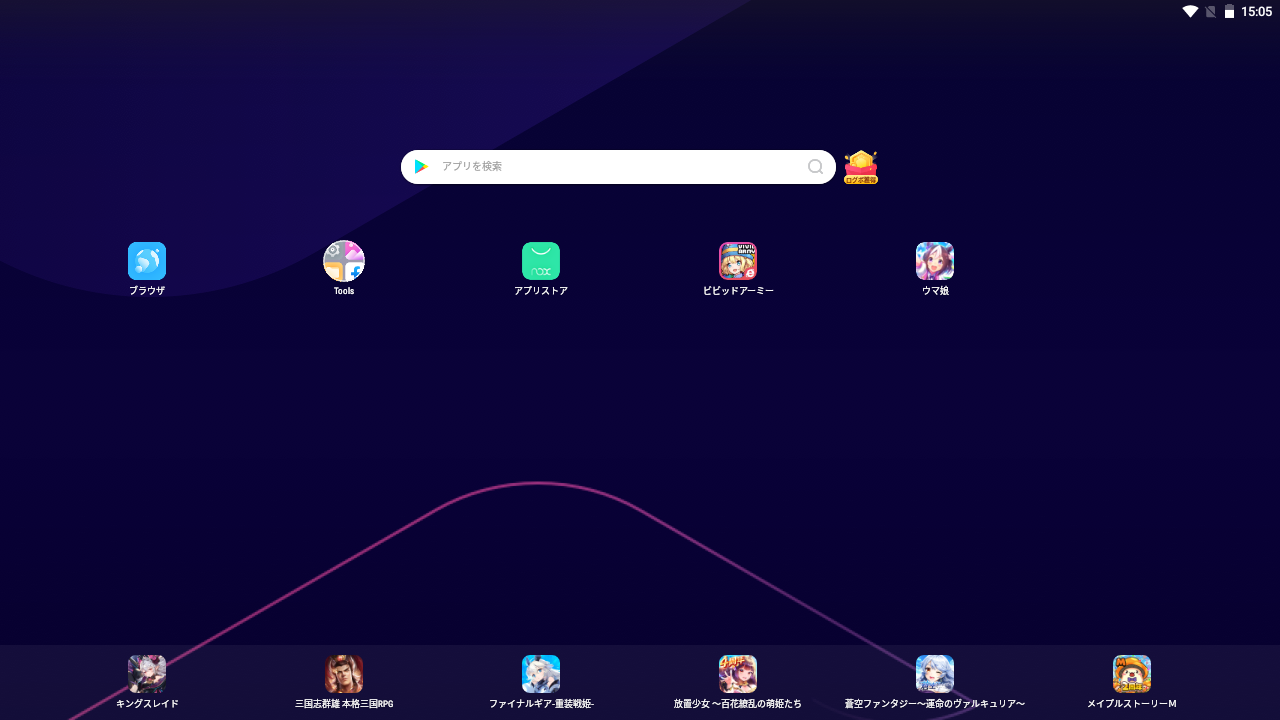 15:05
アプリを検索
ログボ獲得
ブラウザ
Tools
nox
アプリストア
VIVID
ARMY
ビビッドアーミー
ウマ娘
キングスレイド
三国志群雄 本格三国RPG
ファイナルギア-重装戦姫-
放置少女 ～百花繚乱の萌姫たち
蒼空ファンタジー～運命のヴァルキュリア～
メイプルストーリーM